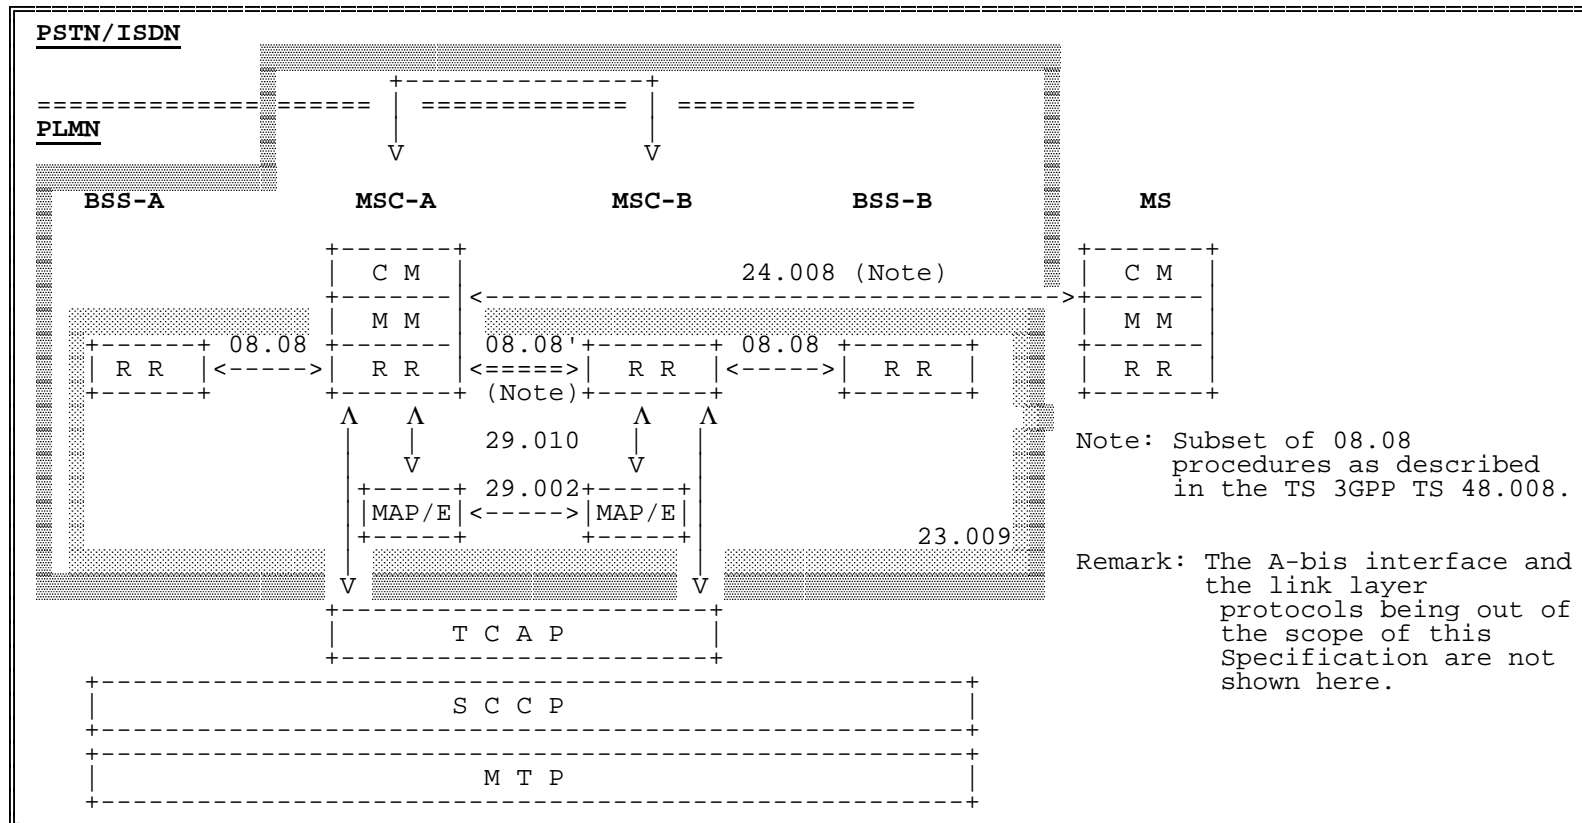 PSTN/ISDN
PLMN
BSS-A MSC-A MSC-B BSS-B MS
C M 24.008 (Note) C M
M M M M
08.08 08.08' 08.08
R R R R R R R R R R
(Note)
29.010
Note: Subset of 08.08
procedures as described
in the TS 3GPP TS 48.008.
29.002
MAP/E MAP/E
23.009
Remark: The A-bis interface and
the link layer
protocols being out of
the scope of this
Specification are not
shown here.
T C A P
S C C P
M T P